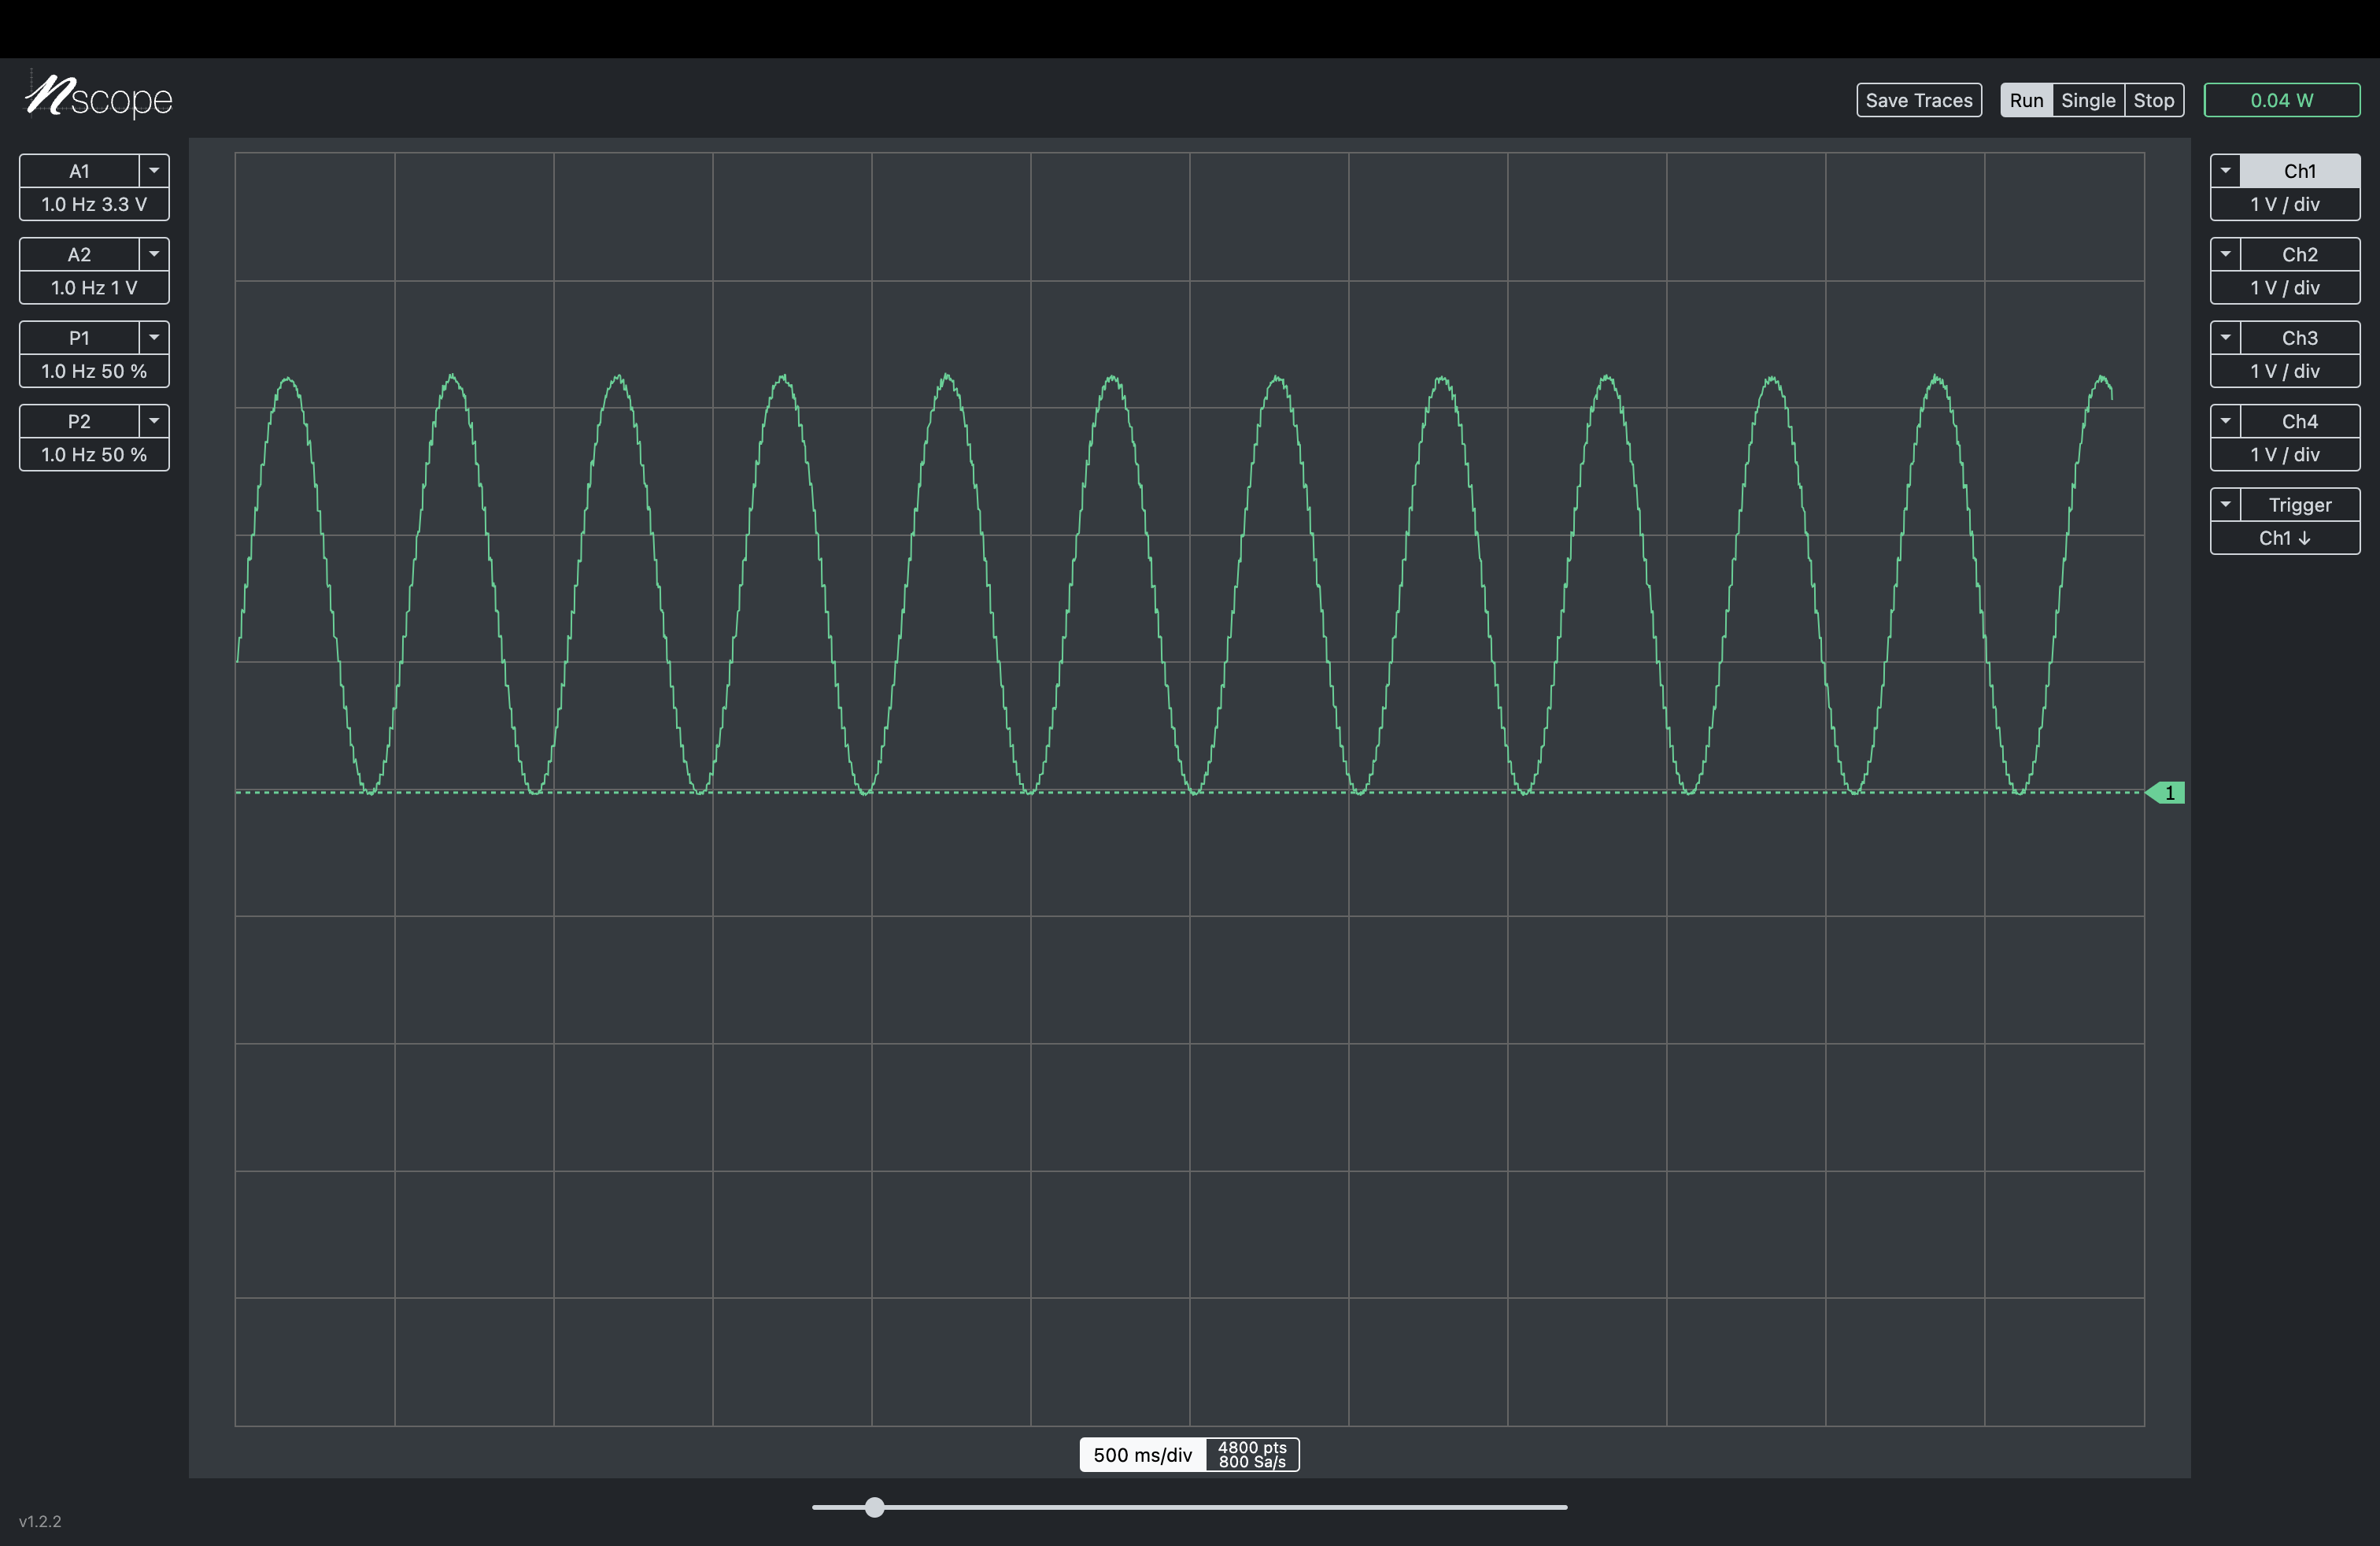 nscope
Save Traces
Run Single Stop
0.04 W
A1
1.0 Hz 3.3 V
A2
1.0 Hz 1 V
P1
1.0 Hz 50 %
P2
1.0 Hz 50 %
Ch1
1 V / div
Ch2
1 V / div
Ch3
1 V / div
Ch4
1 V / div
Trigger
Ch1 ↓
1
500 ms/div
4800 pts
800 Sa/s
v1.2.2